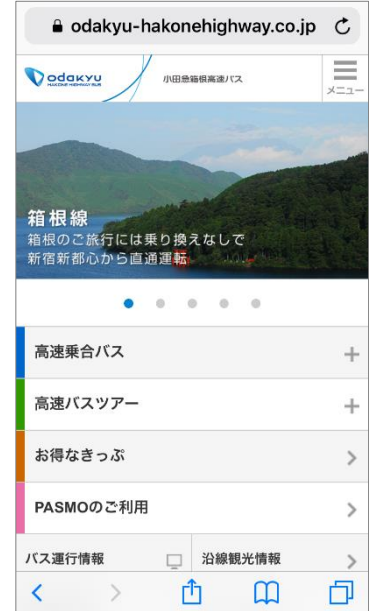 odakyu-hakonehighway.co.jp
odakyu
HAKONE HIGHWAY BUS
小田急箱根高速バス
メニュー
箱根線
箱根のご旅行には乗り換えなしで
新宿新都心から直通運転
高速乗合バス
高速バスツアー
お得なきっぷ
PASMOのご利用
バス運行情報
沿線観光情報